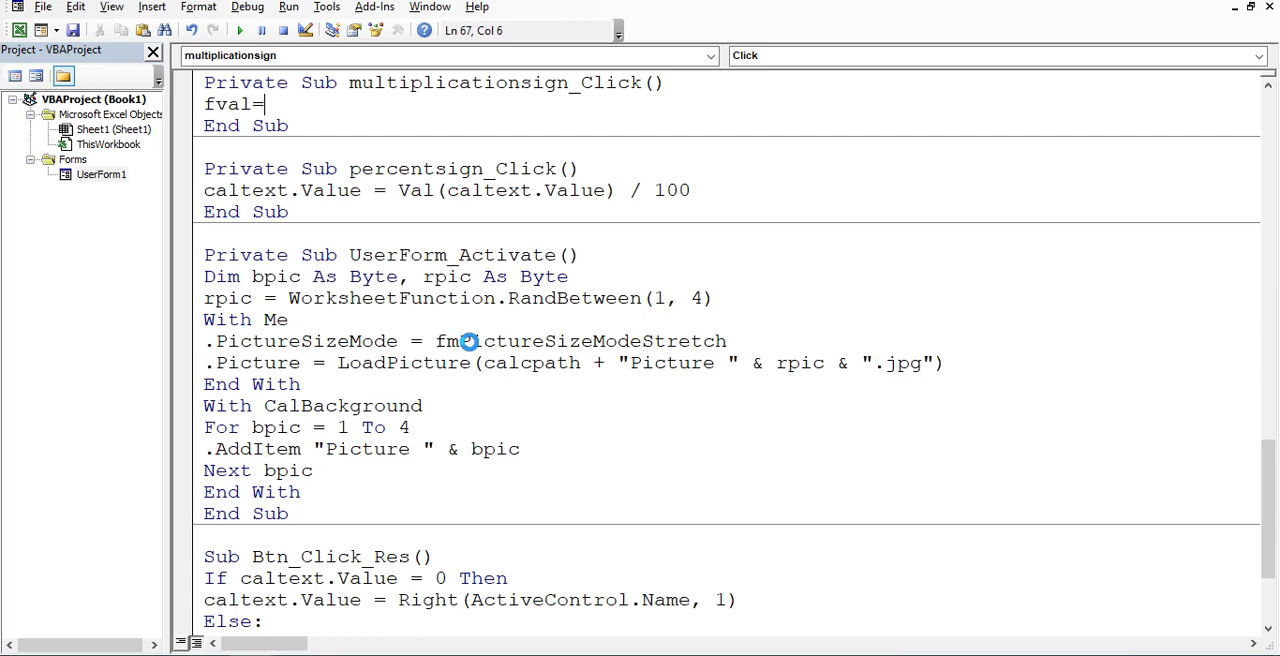 File Edit View Insert Format Debug Run Tools Add-Ins Window Help
Ln 67, Col 6
Project - VBAProject
multiplicationsign Click
VBAProject (Book1)
Microsoft Excel Objects
Sheet1 (Sheet1)
ThisWorkbook
Forms
UserForm1
Private Sub multiplicationsign_Click()
fval=
End Sub
Private Sub percentsign_Click()
caltext.Value = Val(caltext.Value) / 100
End Sub
Private Sub UserForm_Activate()
Dim bpic As Byte, rpic As Byte
rpic = WorksheetFunction.RandBetween(1, 4)
With Me
.PictureSizeMode = fmPictureSizeModeStretch
.Picture = LoadPicture(calcpath + "Picture " & rpic & ".jpg")
End With
With CalBackground
For bpic = 1 To 4
.AddItem "Picture " & bpic
Next bpic
End With
End Sub
Sub Btn_Click_Res()
If caltext.Value = 0 Then
caltext.Value = Right(ActiveControl.Name, 1)
Else: